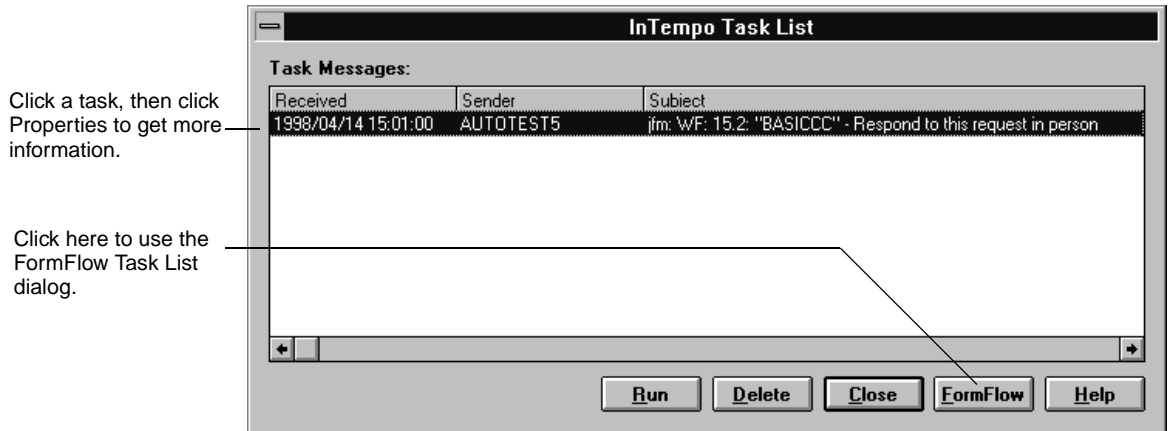 InTempo Task List
Task Messages:
Click a task, then click
Properties to get more
information.
Received Sender Subiect
1998/04/14 15:01:00 AUTOTEST5 jfm: WF: 15.2: "BASICCC" - Respond to this request in person
Click here to use the
FormFlow Task List
dialog.
Run Delete Close FormFlow Help